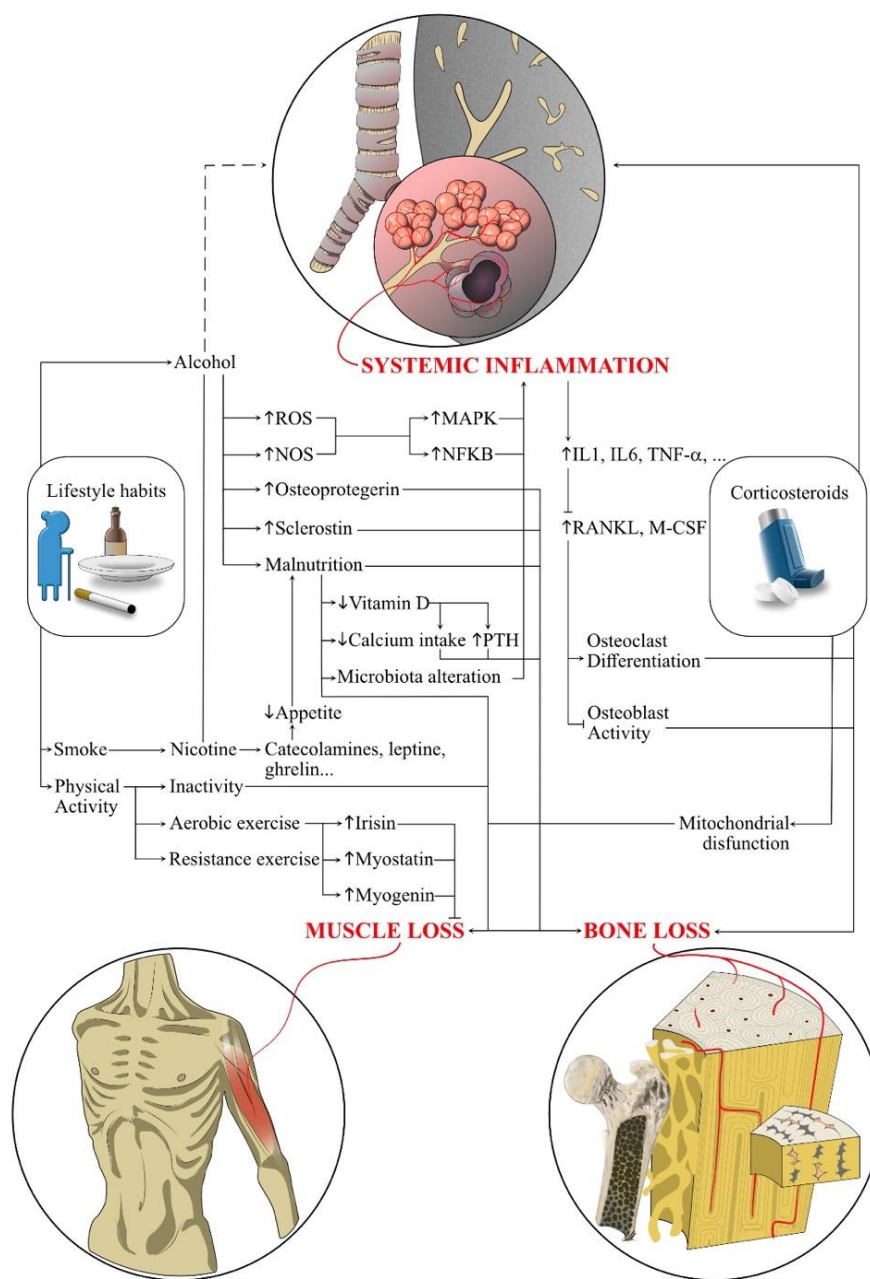 Alcohol
SYSTEMIC INFLAMMATION
↑ROS
↑MAPK
↑NOS
↑NFKB
↑IL1, IL6, TNF-α, ...
Lifestyle habits
Corticosteroids
↑Osteoprotegerin
↑Sclerostin
↑RANKL, M-CSF
Malnutrition
↓Vitamin D
↓Calcium intake ↑PTH
Microbiota alteration
Osteoclast
Differentiation
↓Appetite
Osteoblast
Activity
Smoke
Nicotine
Catecolamines, leptine,
ghrelin...
Physical
Activity
Inactivity
Aerobic exercise
↑Irisin
Mitochondrial
disfunction
Resistance exercise
↑Myostatin
↑Myogenin
MUSCLE LOSS
BONE LOSS